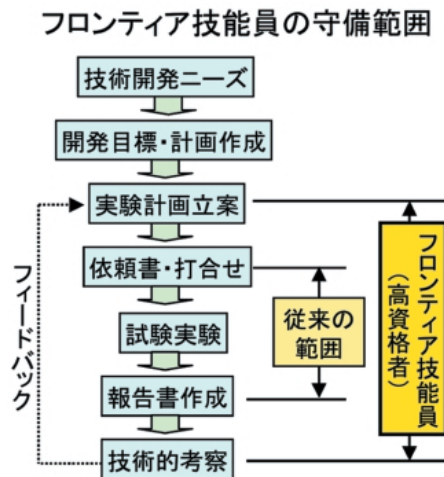 フロンティア技能員の守備範囲
技術開発ニーズ
開発目標・計画作成
実験計画立案
依頼書・打合せ
試験実験
報告書作成
技術的考察
フィードバック
従来の
範囲
フロンティア技能員
（高資格者）